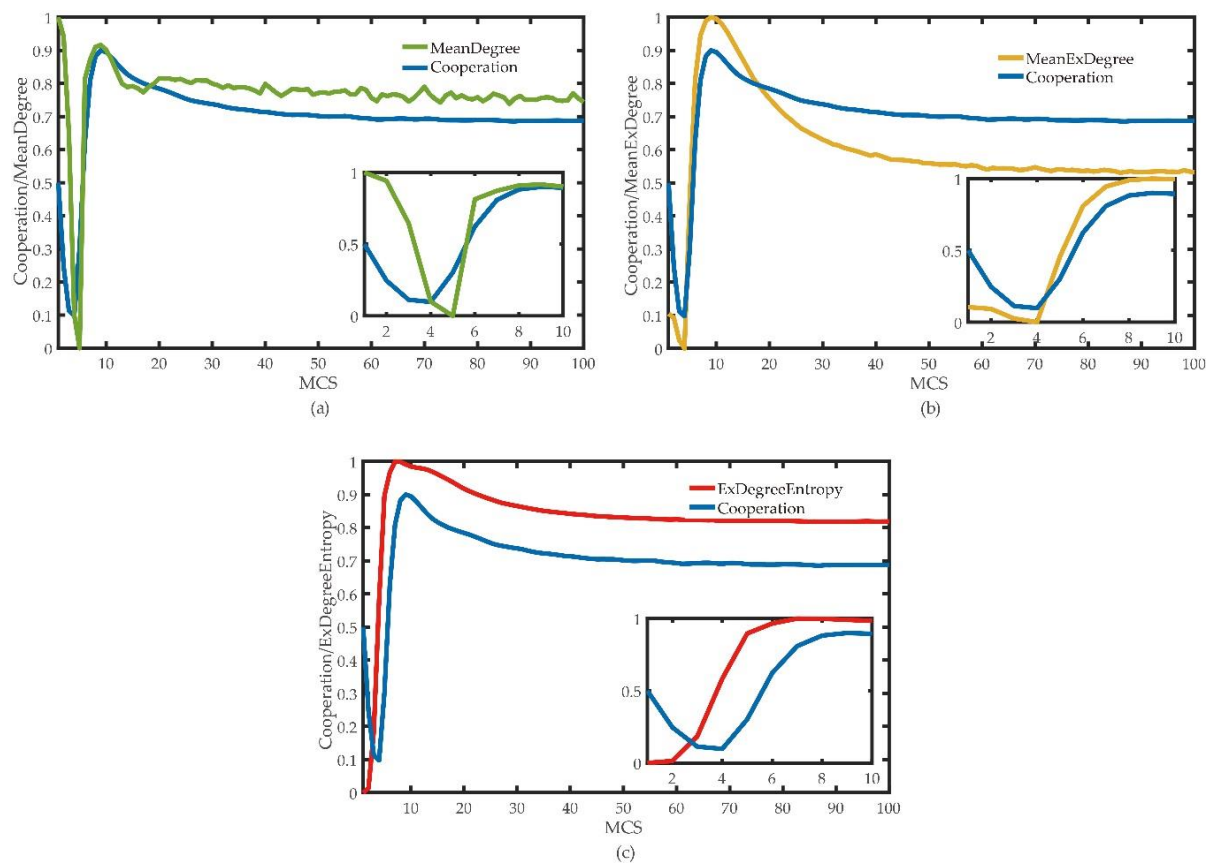 1
0.9
0.8
0.7
0.6
0.5
0.4
0.3
0.2
0.1
0
Cooperation/MeanDegree
MeanDegree
Cooperation
1
0.5
0
2 4 6 8 10
10 20 30 40 50 60 70 80 90 100
MCS
(a)
1
0.9
0.8
0.7
0.6
0.5
0.4
0.3
0.2
0.1
0
Cooperation/MeanExDegree
MeanExDegree
Cooperation
1
0.5
0
2 4 6 8 10
10 20 30 40 50 60 70 80 90 100
MCS
(b)
1
0.9
0.8
0.7
0.6
0.5
0.4
0.3
0.2
0.1
0
Cooperation/ExDegreeEntropy
ExDegreeEntropy
Cooperation
1
0.5
0
2 4 6 8 10
10 20 30 40 50 60 70 80 90 100
MCS
(c)